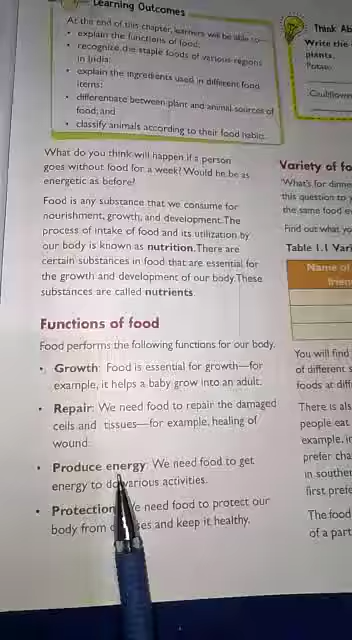 Learning Outcomes
At the end of this chapter, learners will be able to—
• explain the functions of food;
• recognize the staple foods of various regions
in India;
• explain the ingredients used in different food
items;
• differentiate between plant and animal sources of
food; and
• classify animals according to their food habit.
What do you think will happen if a person
goes without food for a week? Would he be as
energetic as before?
Food is any substance that we consume for
nourishment, growth, and development. The
process of intake of food and its utilization by
our body is known as nutrition. There are
certain substances in food that are essential for
the growth and development of our body. These
substances are called nutrients.
Functions of food
Food performs the following functions for our body.
• Growth: Food is essential for growth—for
example, it helps a baby grow into an adult.
• Repair: We need food to repair the damaged
cells and tissues—for example, healing of
wound.
• Produce energy: We need food to get
energy to do various activities.
• Protection: We need food to protect our
body from and keep it healthy.
Think
Write the
plants.
Potato:
Cauliflower
Variety of fo
'What's for dinne
this question to y
the same food e
Find out what yo
Table 1.1 Vari
Name of
frien
You will find
of different s
foods at diff
There is als
people eat
example, in
prefer cha
in souther
first prefe
The food
of a part